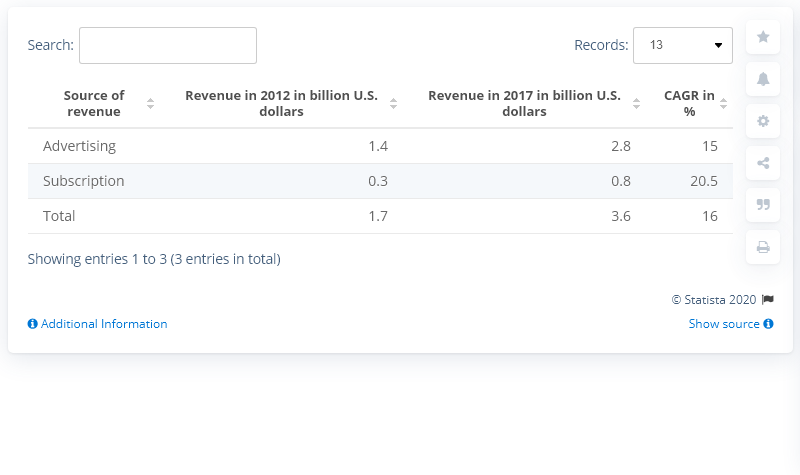 Search:
Records: 13
Source of revenue Revenue in 2012 in billion U.S. dollars Revenue in 2017 in billion U.S. dollars CAGR in %
Advertising 1.4 2.8 15
Subscription 0.3 0.8 20.5
Total 1.7 3.6 16
Showing entries 1 to 3 (3 entries in total)
© Statista 2020
Additional Information
Show source